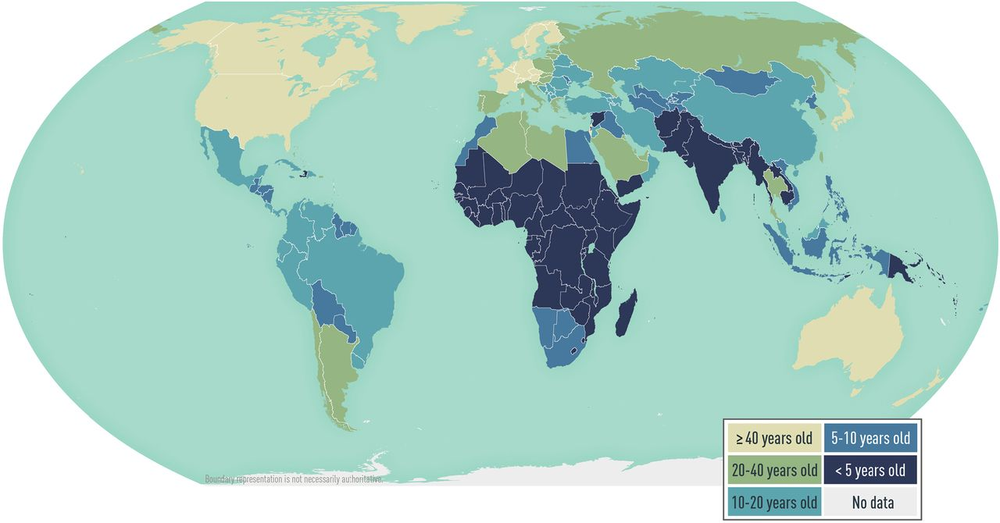 Boundary representation is not necessarily authoritative.
≥ 40 years old
5-10 years old
20-40 years old
< 5 years old
10-20 years old
No data